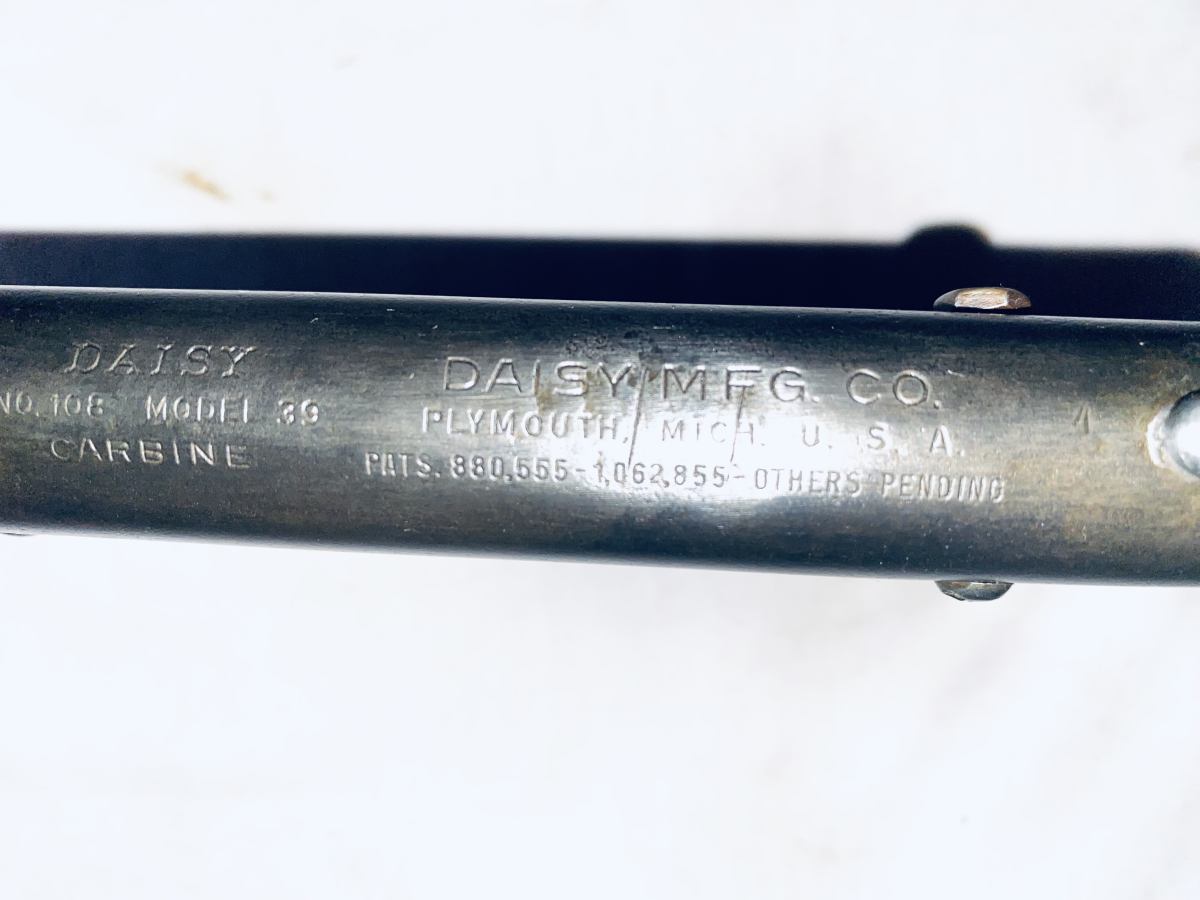 DAISY
NO. 108 MODEL 39
CARBINE
DAISY MFG. CO.
PLYMOUTH, MICH. U. S. A.
PATS. 880,555-1,062,855-OTHERS PENDING